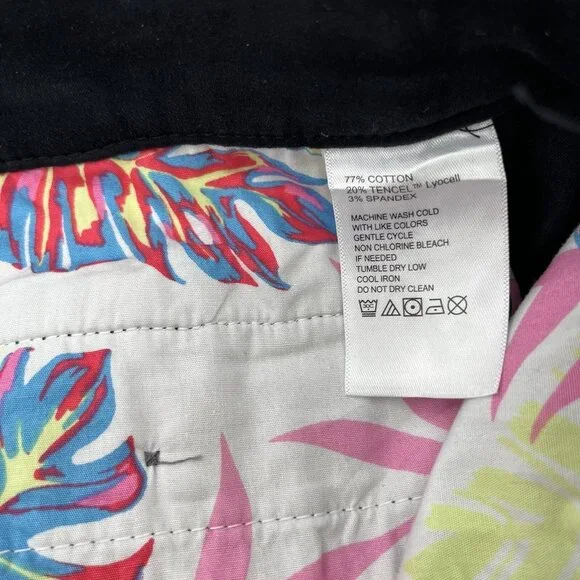 77% COTTON
20% TENCEL™ Lyocell
3% SPANDEX
MACHINE WASH COLD
WITH LIKE COLORS
GENTLE CYCLE
NON CHLORINE BLEACH
IF NEEDED
TUMBLE DRY LOW
COOL IRON
DO NOT DRY CLEAN
30C